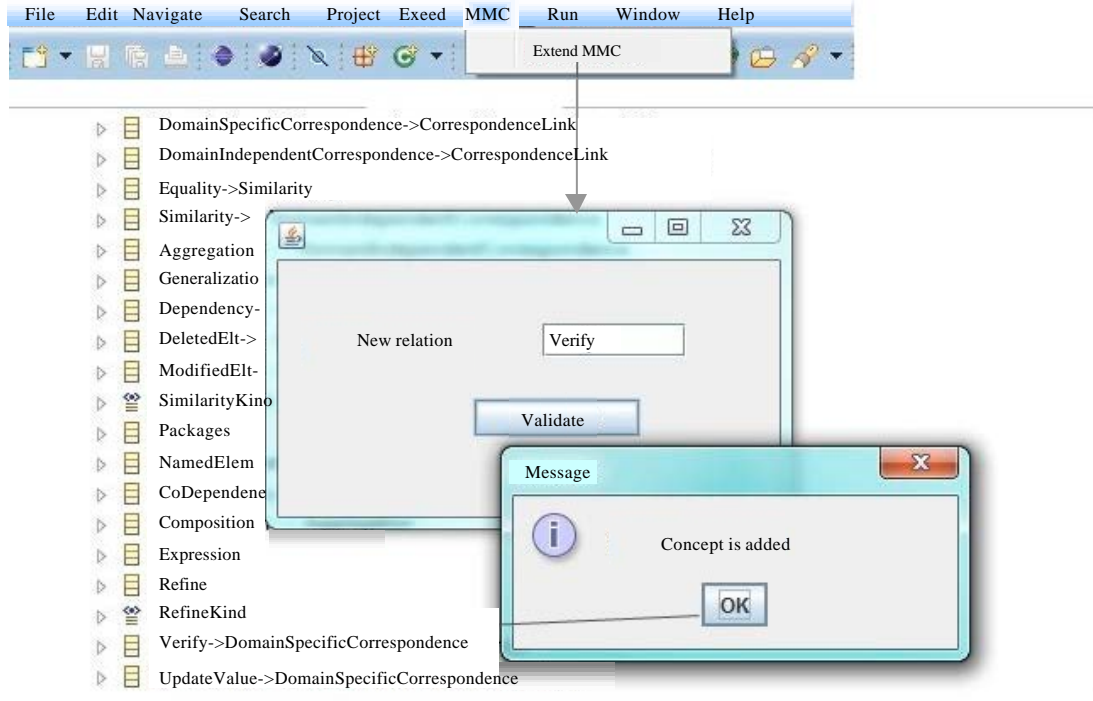 File Edit Navigate Search Project Exeed MMC Run Window Help
Extend MMC
DomainSpecificCorrespondence->CorrespondenceLink
DomainIndependentCorrespondence->CorrespondenceLink
Equality->Similarity
Similarity->
Aggregation
Generalizatio
Dependency-
DeletedElt->
ModifiedElt-
SimilarityKino
Packages
NamedElem
CoDependene
Composition
Expression
Refine
RefineKind
Verify->DomainSpecificCorrespondence
UpdateValue->DomainSpecificCorrespondence
New relation
Verify
Validate
Message
Concept is added
OK